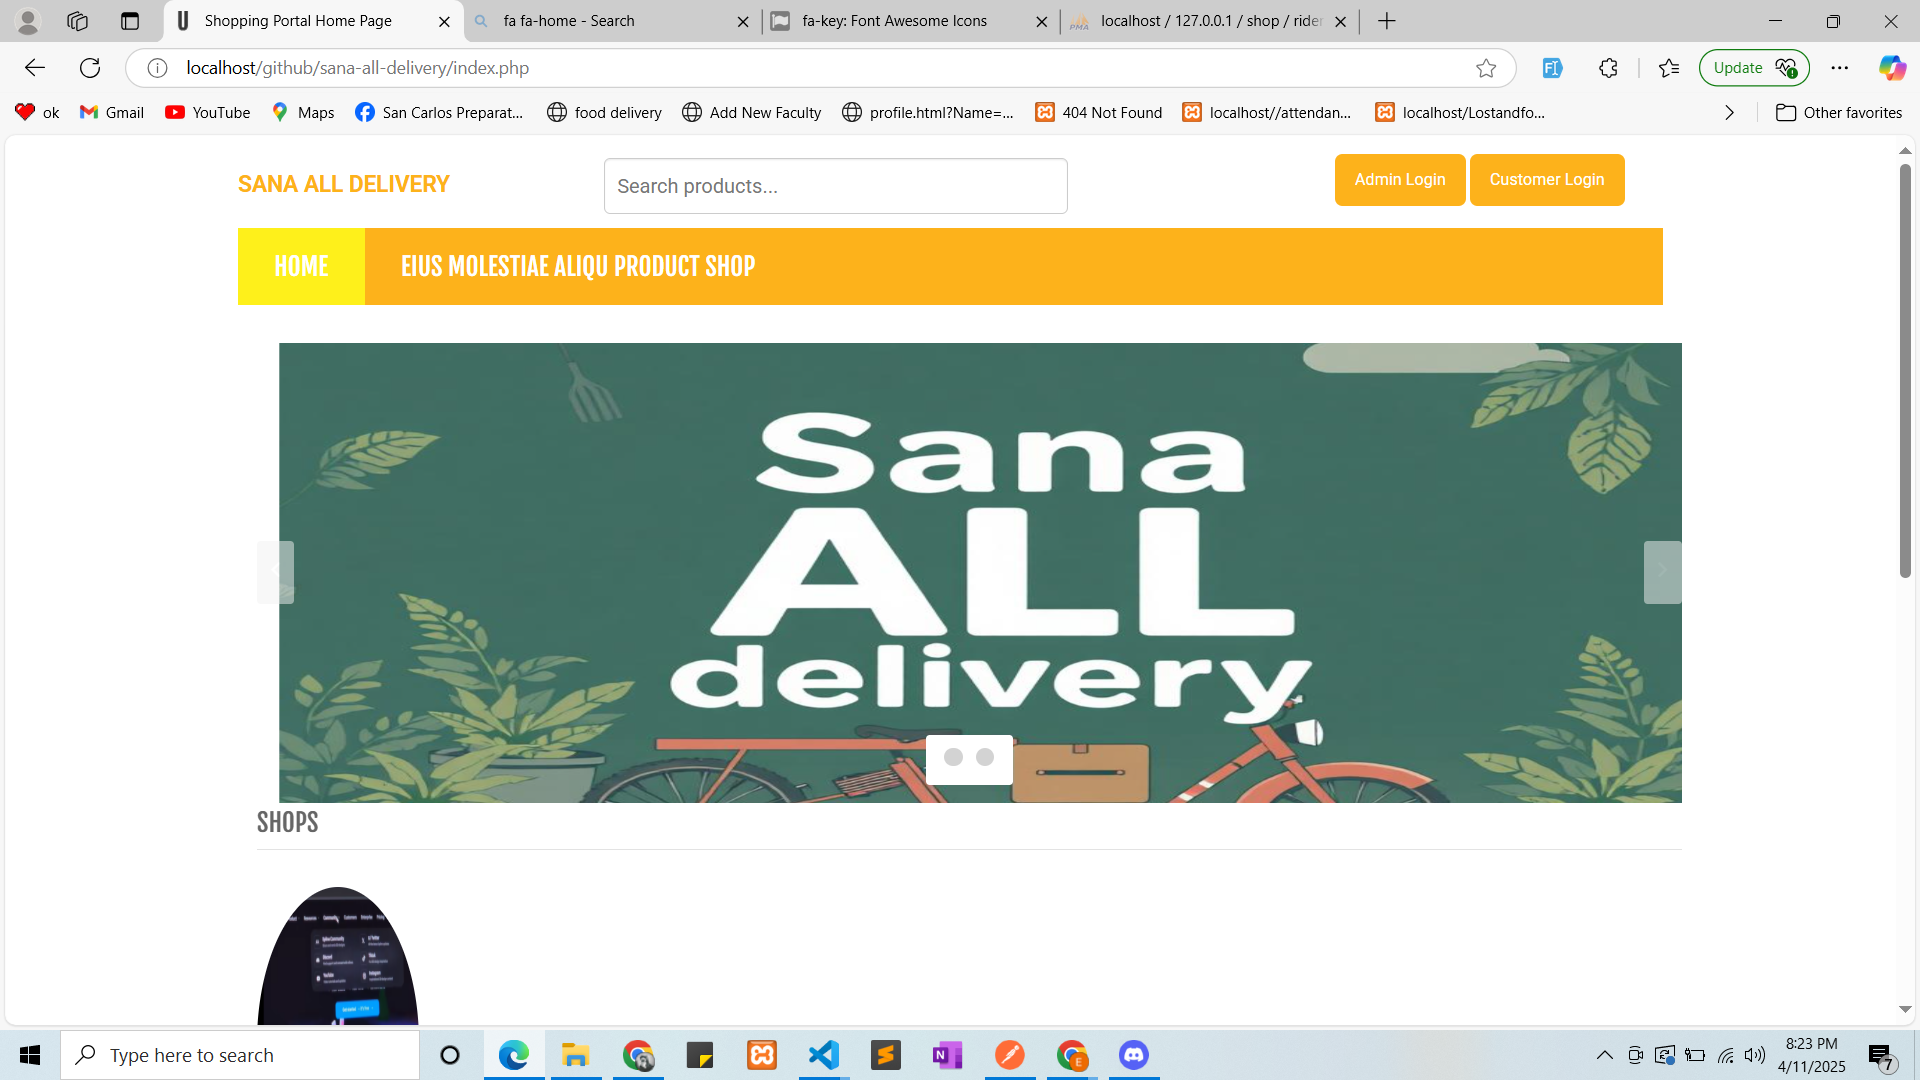 Shopping Portal Home Page
fa fa-home - Search
fa-key: Font Awesome Icons
localhost / 127.0.0.1 / shop / rider
localhost/github/sana-all-delivery/index.php
Update
ok
Gmail
YouTube
Maps
San Carlos Preparat...
food delivery
Add New Faculty
profile.html?Name=...
404 Not Found
localhost//attendan...
localhost/Lostandfo...
Other favorites
SANA ALL DELIVERY
Search products...
Admin Login
Customer Login
HOME
EIUS MOLESTIAE ALIQU PRODUCT SHOP
Sana
ALL
delivery
SHOPS
Type here to search
8:23 PM
4/11/2025
7